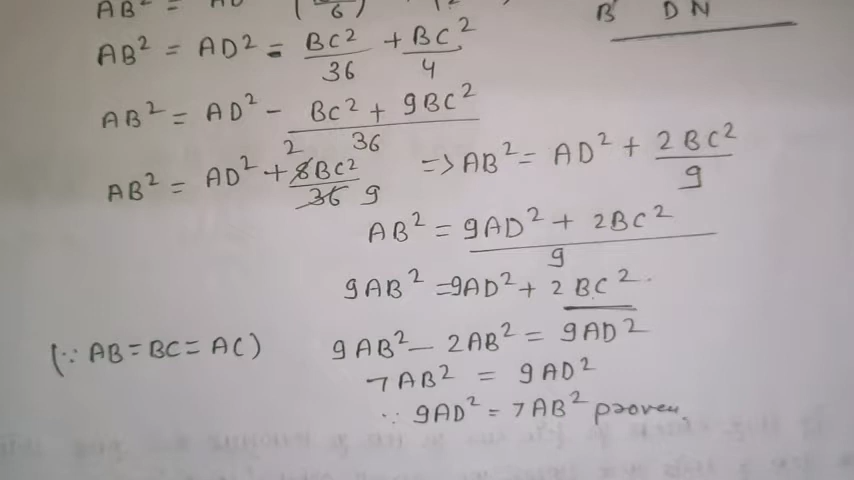 AB² =
B D N
AB² = AD² = BC²/36 + BC²/4
AB² = AD² - BC² + 9BC²/36
AB² = AD² + 8BC²/36 2 9 => AB² = AD² + 2BC²/9
AB² = 9AD² + 2BC²/9
9AB² = 9AD² + 2BC²
(∵ AB = BC = AC) 9AB² - 2AB² = 9AD²
7AB² = 9AD²
∵ 9AD² = 7AB² proven.